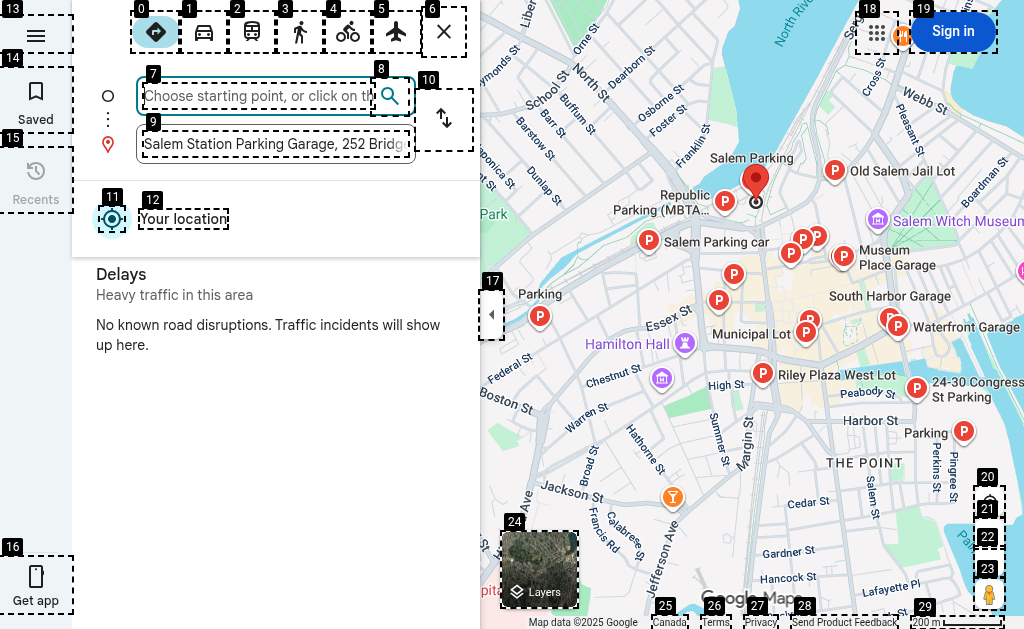 13
0
1
2
3
4
5
6
18
19
Sign in
14
Saved
15
Recents
7
8
Choose starting point, or click on th
9
10
Salem Station Parking Garage, 252 Bridg
11
12
Your location
Delays
Heavy traffic in this area
No known road disruptions. Traffic incidents will show
up here.
16
Get app
17
North River
Orne St
Dearborn St
North St
School St
Buffum St
Osborne St
Foster St
Barstow St
Dunlap St
Franklin St
Cross St
Webb St
Pleasant St
Boardman St
Park
Salem Parking
Old Salem Jail Lot
Republic
Parking (MBTA...
Salem Witch Museum
Salem Parking car
Museum
Place Garage
Parking
South Harbor Garage
Essex St
Municipal Lot
Waterfront Garage
Hamilton Hall
Federal St
Chestnut St
High St
Riley Plaza West Lot
24-30 Congress
St Parking
Peabody St
Boston St
Warren St
Summer St
Margin St
Harbor St
Parking
Broad St
Hathorne St
THE POINT
Perkins St
Pingree St
Salem St
Jackson St
Cedar St
Francis Rd
Calabrese St
Jefferson Ave
Gardner St
Hancock St
Lafayette Pl
20
21
22
23
24
Layers
Google Maps
25
26
27
28
29
Map data ©2025 Google
Canada
Terms
Privacy
Send Product Feedback
200 m